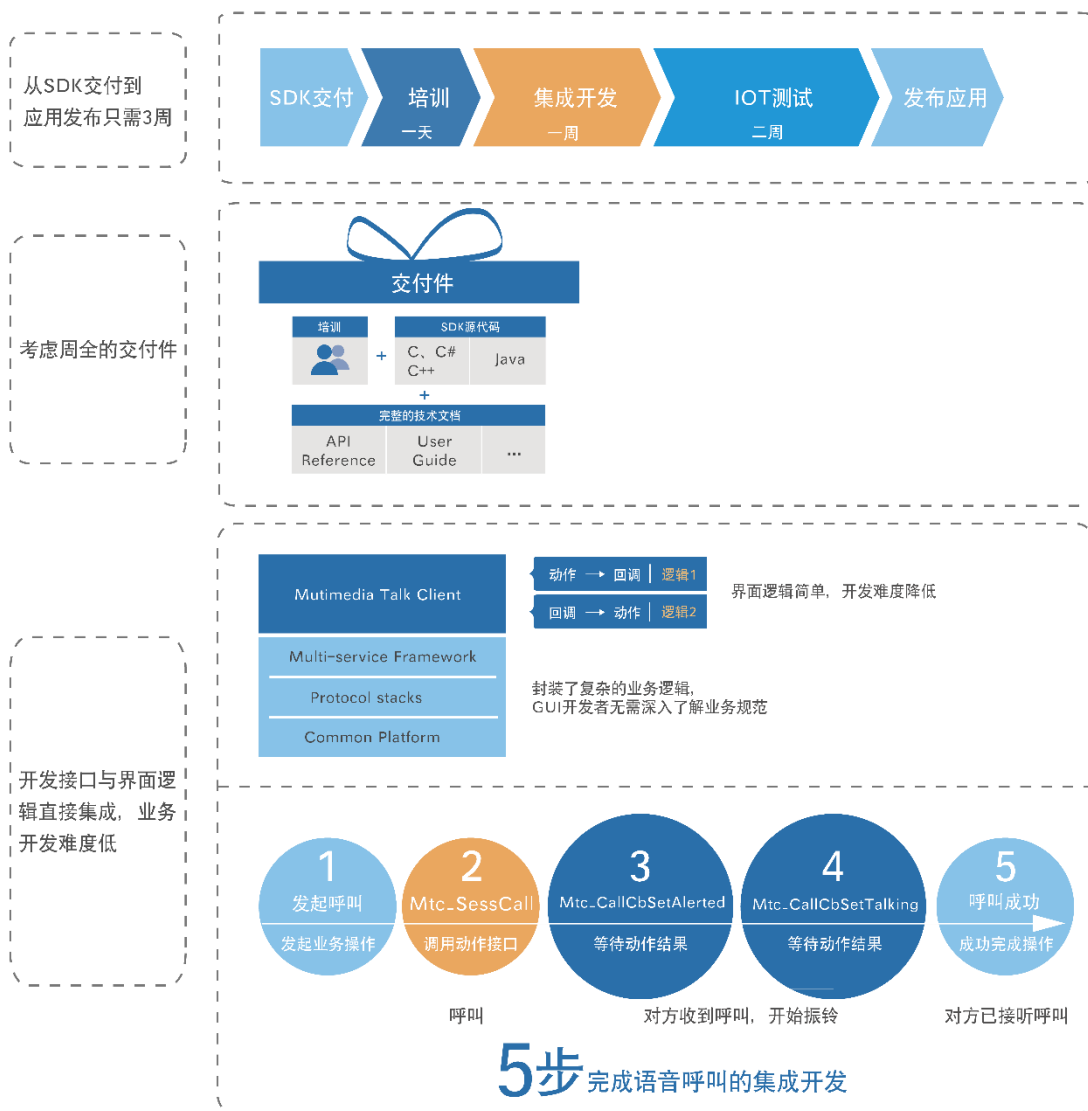 从SDK交付到
应用发布只需3周
SDK交付
培训
一天
集成开发
一周
IOT测试
二周
发布应用
考虑周全的交付件
交付件
培训
+
SDK源代码
C、C#
C++
Java
+
完整的技术文档
API
Reference
User
Guide
...
开发接口与界面逻
辑直接集成，业务
开发难度低
Mutimedia Talk Client
Multi-service Framework
Protocol stacks
Common Platform
动作 → 回调 | 逻辑1
回调 → 动作 | 逻辑2
界面逻辑简单，开发难度降低
封装了复杂的业务逻辑，
GUI开发者无需深入了解业务规范
1
发起呼叫
发起业务操作
2
Mtc_SessCall
调用动作接口
3
Mtc_CallCbSetAlerted
等待动作结果
4
Mtc_CallCbSetTalking
等待动作结果
5
呼叫成功
成功完成操作
呼叫
对方收到呼叫，开始振铃
对方已接听呼叫
5步 完成语音呼叫的集成开发